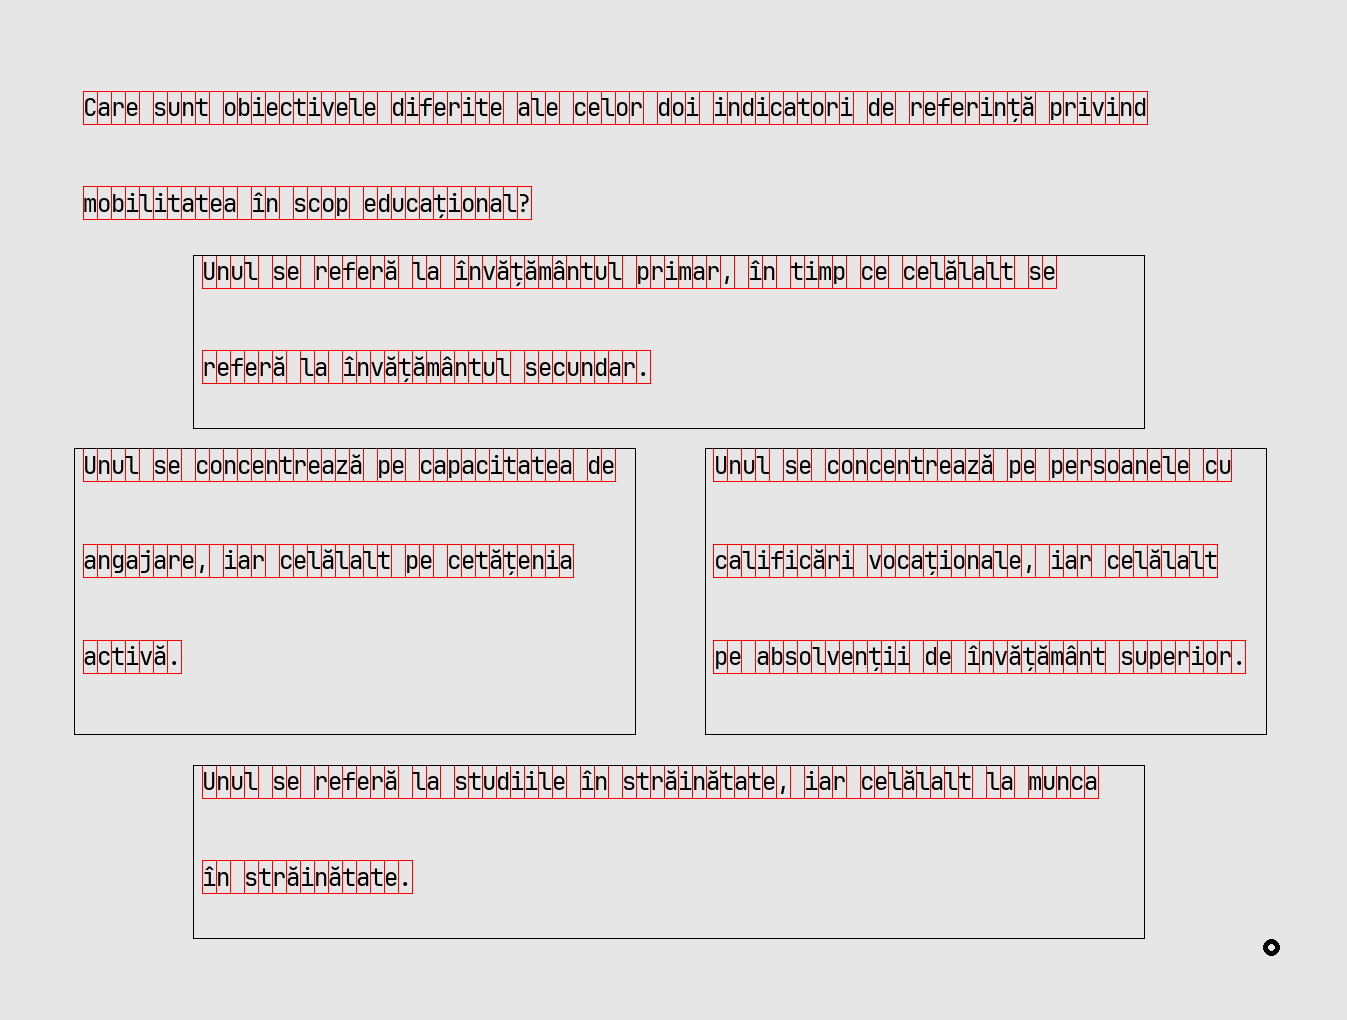 Care sunt obiectivele diferite ale celor doi indicatori de referință privind
mobilitatea în scop educațional?
Unul se referă la învățământul primar, în timp ce celălalt se
referă la învățământul secundar.
Unul se concentrează pe capacitatea de
angajare, iar celălalt pe cetățenia
activă.
Unul se concentrează pe persoanele cu
calificări vocaționale, iar celălalt
pe absolvenții de învățământ superior.
Unul se referă la studiile în străinătate, iar celălalt la munca
în străinătate.